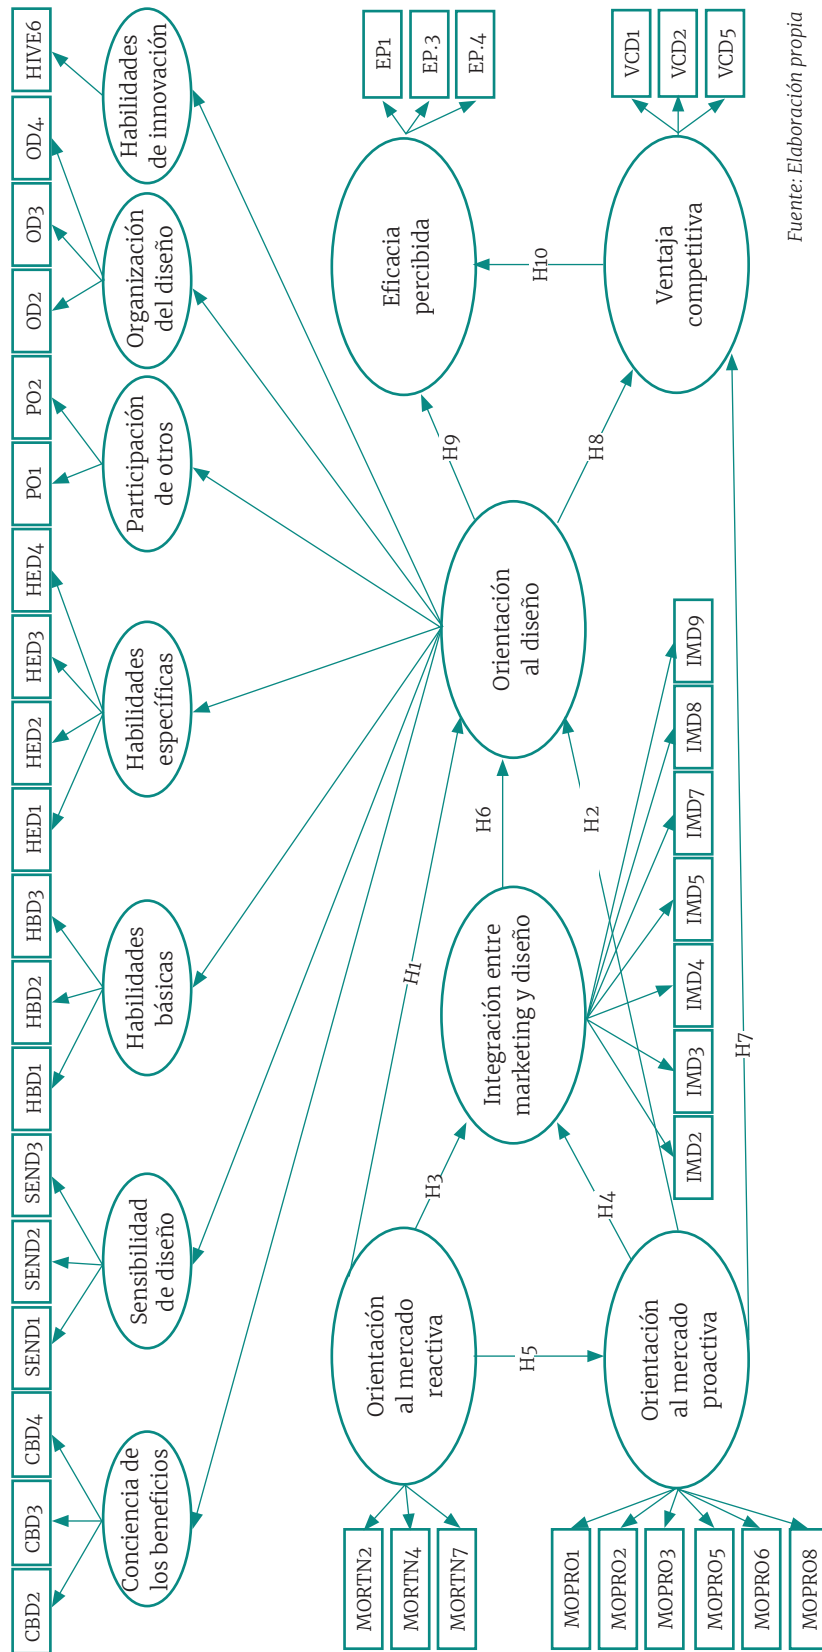 CBD2
CBD3
CBD4
SEND1
SEND2
SEND3
HBD1
HBD2
HBD3
HED1
HED2
HED3
HED4
PO1
PO2
OD2
OD3
OD4
HIVE6
Conciencia de
los beneficios
Sensibilidad
de diseño
Habilidades
básicas
Habilidades
específicas
Participación
de otros
Organización
del diseño
Habilidades
de innovación
MORTN2
MORTN4
MORTN7
Orientación
al mercado
reactiva
H1
H3
H5
H4
Integración entre
marketing y diseño
H6
H2
Orientación
al diseño
H9
H8
Eficacia
percibida
EP1
EP.3
EP.4
H10
MOPRO1
MOPRO2
MOPRO3
MOPRO5
MOPRO6
MOPRO8
Orientación
al mercado
proactiva
IMD2
IMD3
IMD4
IMD5
IMD7
IMD8
IMD9
H7
Ventaja
competitiva
VCD1
VCD2
VCD5
Fuente: Elaboración propia